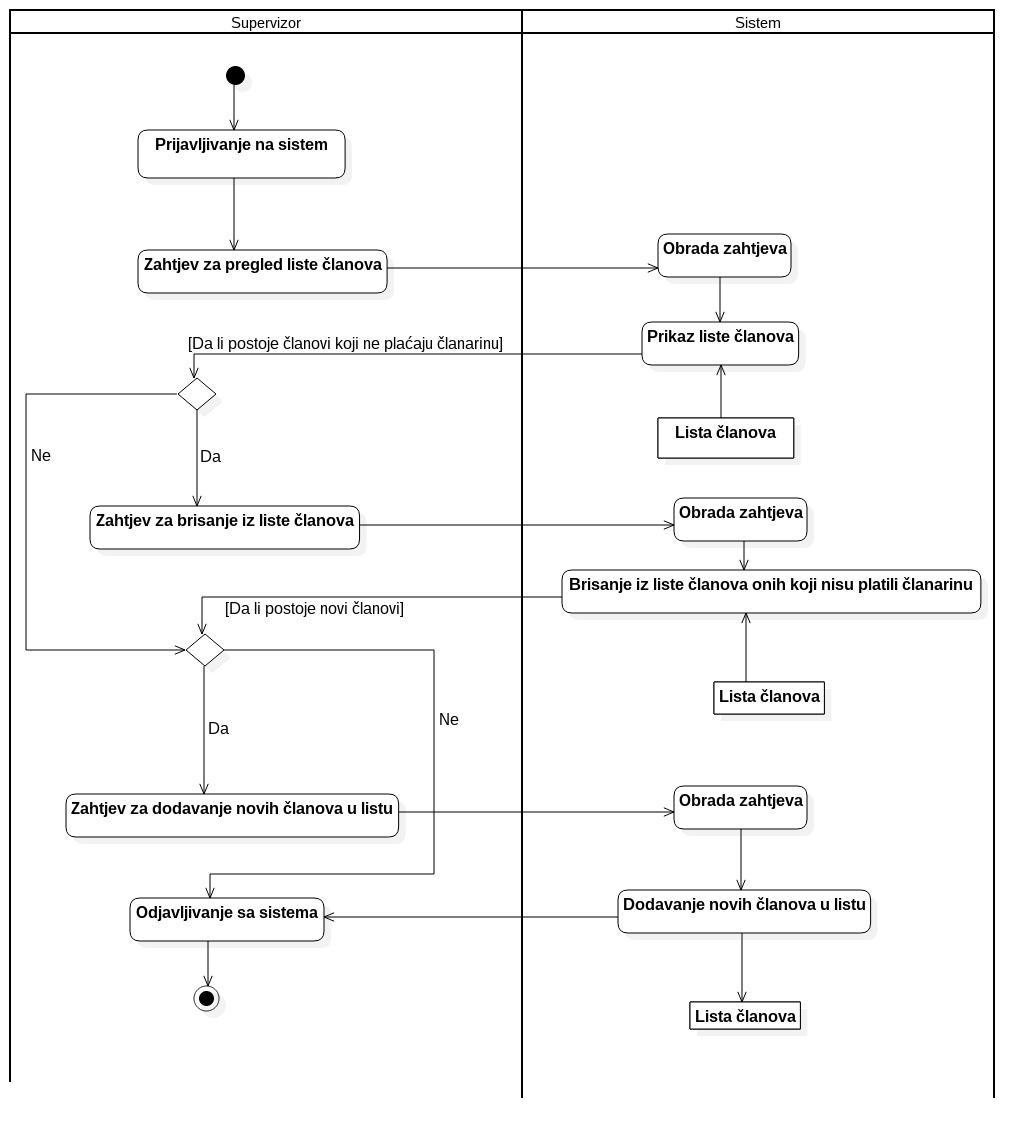 Supervizor
Sistem
Prijavljivanje na sistem
Zahtjev za pregled liste članova
Obrada zahtjeva
Prikaz liste članova
[Da li postoje članovi koji ne plaćaju članarinu]
Lista članova
Ne
Da
Zahtjev za brisanje iz liste članova
Obrada zahtjeva
Brisanje iz liste članova onih koji nisu platili članarinu
[Da li postoje novi članovi]
Lista članova
Ne
Da
Zahtjev za dodavanje novih članova u listu
Obrada zahtjeva
Odjavljivanje sa sistema
Dodavanje novih članova u listu
Lista članova